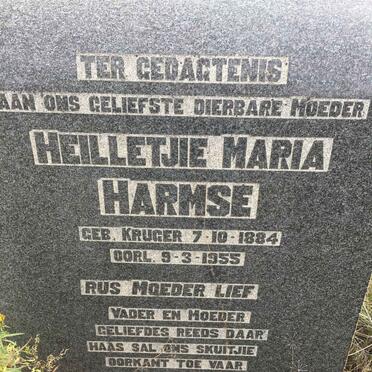 TER GEDAGTENIS
AAN ONS GELIEFSTE DIERBARE MOEDER
HEILLETJIE MARIA
HARMSE
GEB. KRUGER 7-10-1884
OORL. 9-3-1955
RUS MOEDER LIEF
VADER EN MOEDER
GELIEFDES REEDS DAAR
HAAS SAL ONS SKUITJIE
OORKANT TOE VAAR